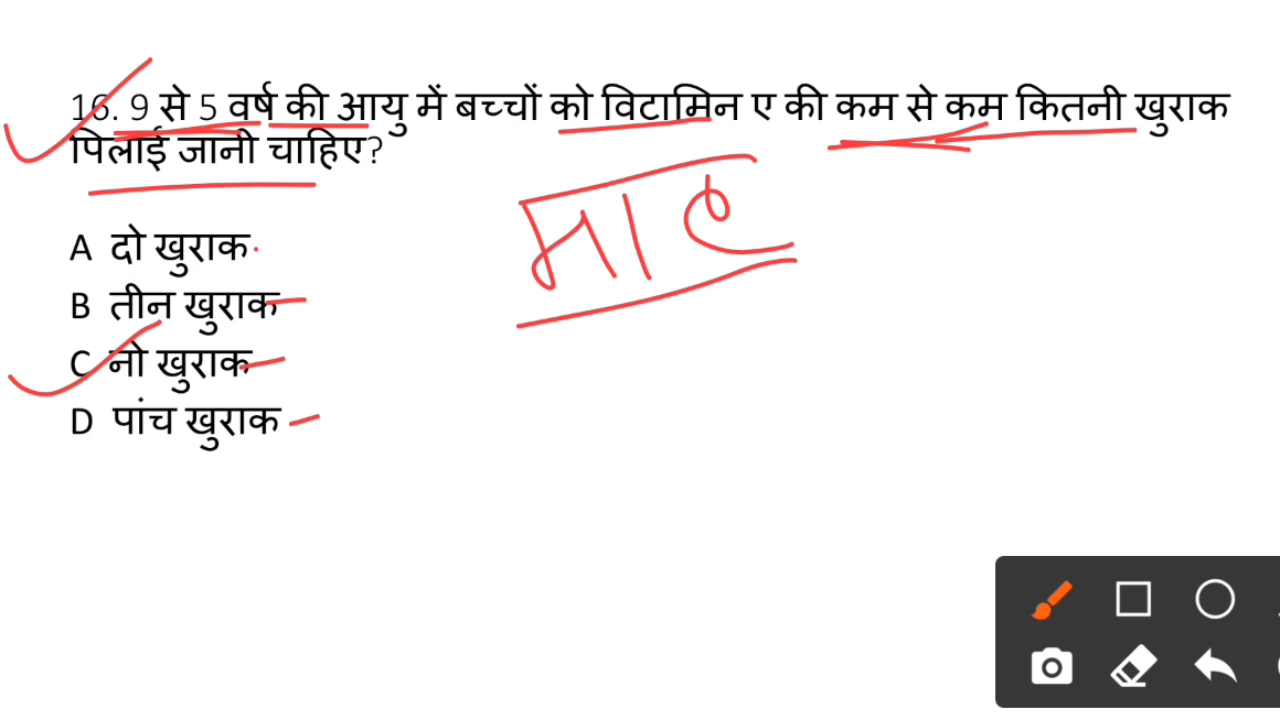 16. 9 से 5 वर्ष की आयु में बच्चों को विटामिन ए की कम से कम कितनी खुराक
पिलाई जानी चाहिए?
A दो खुराक
B तीन खुराक
C नो खुराक
D पांच खुराक